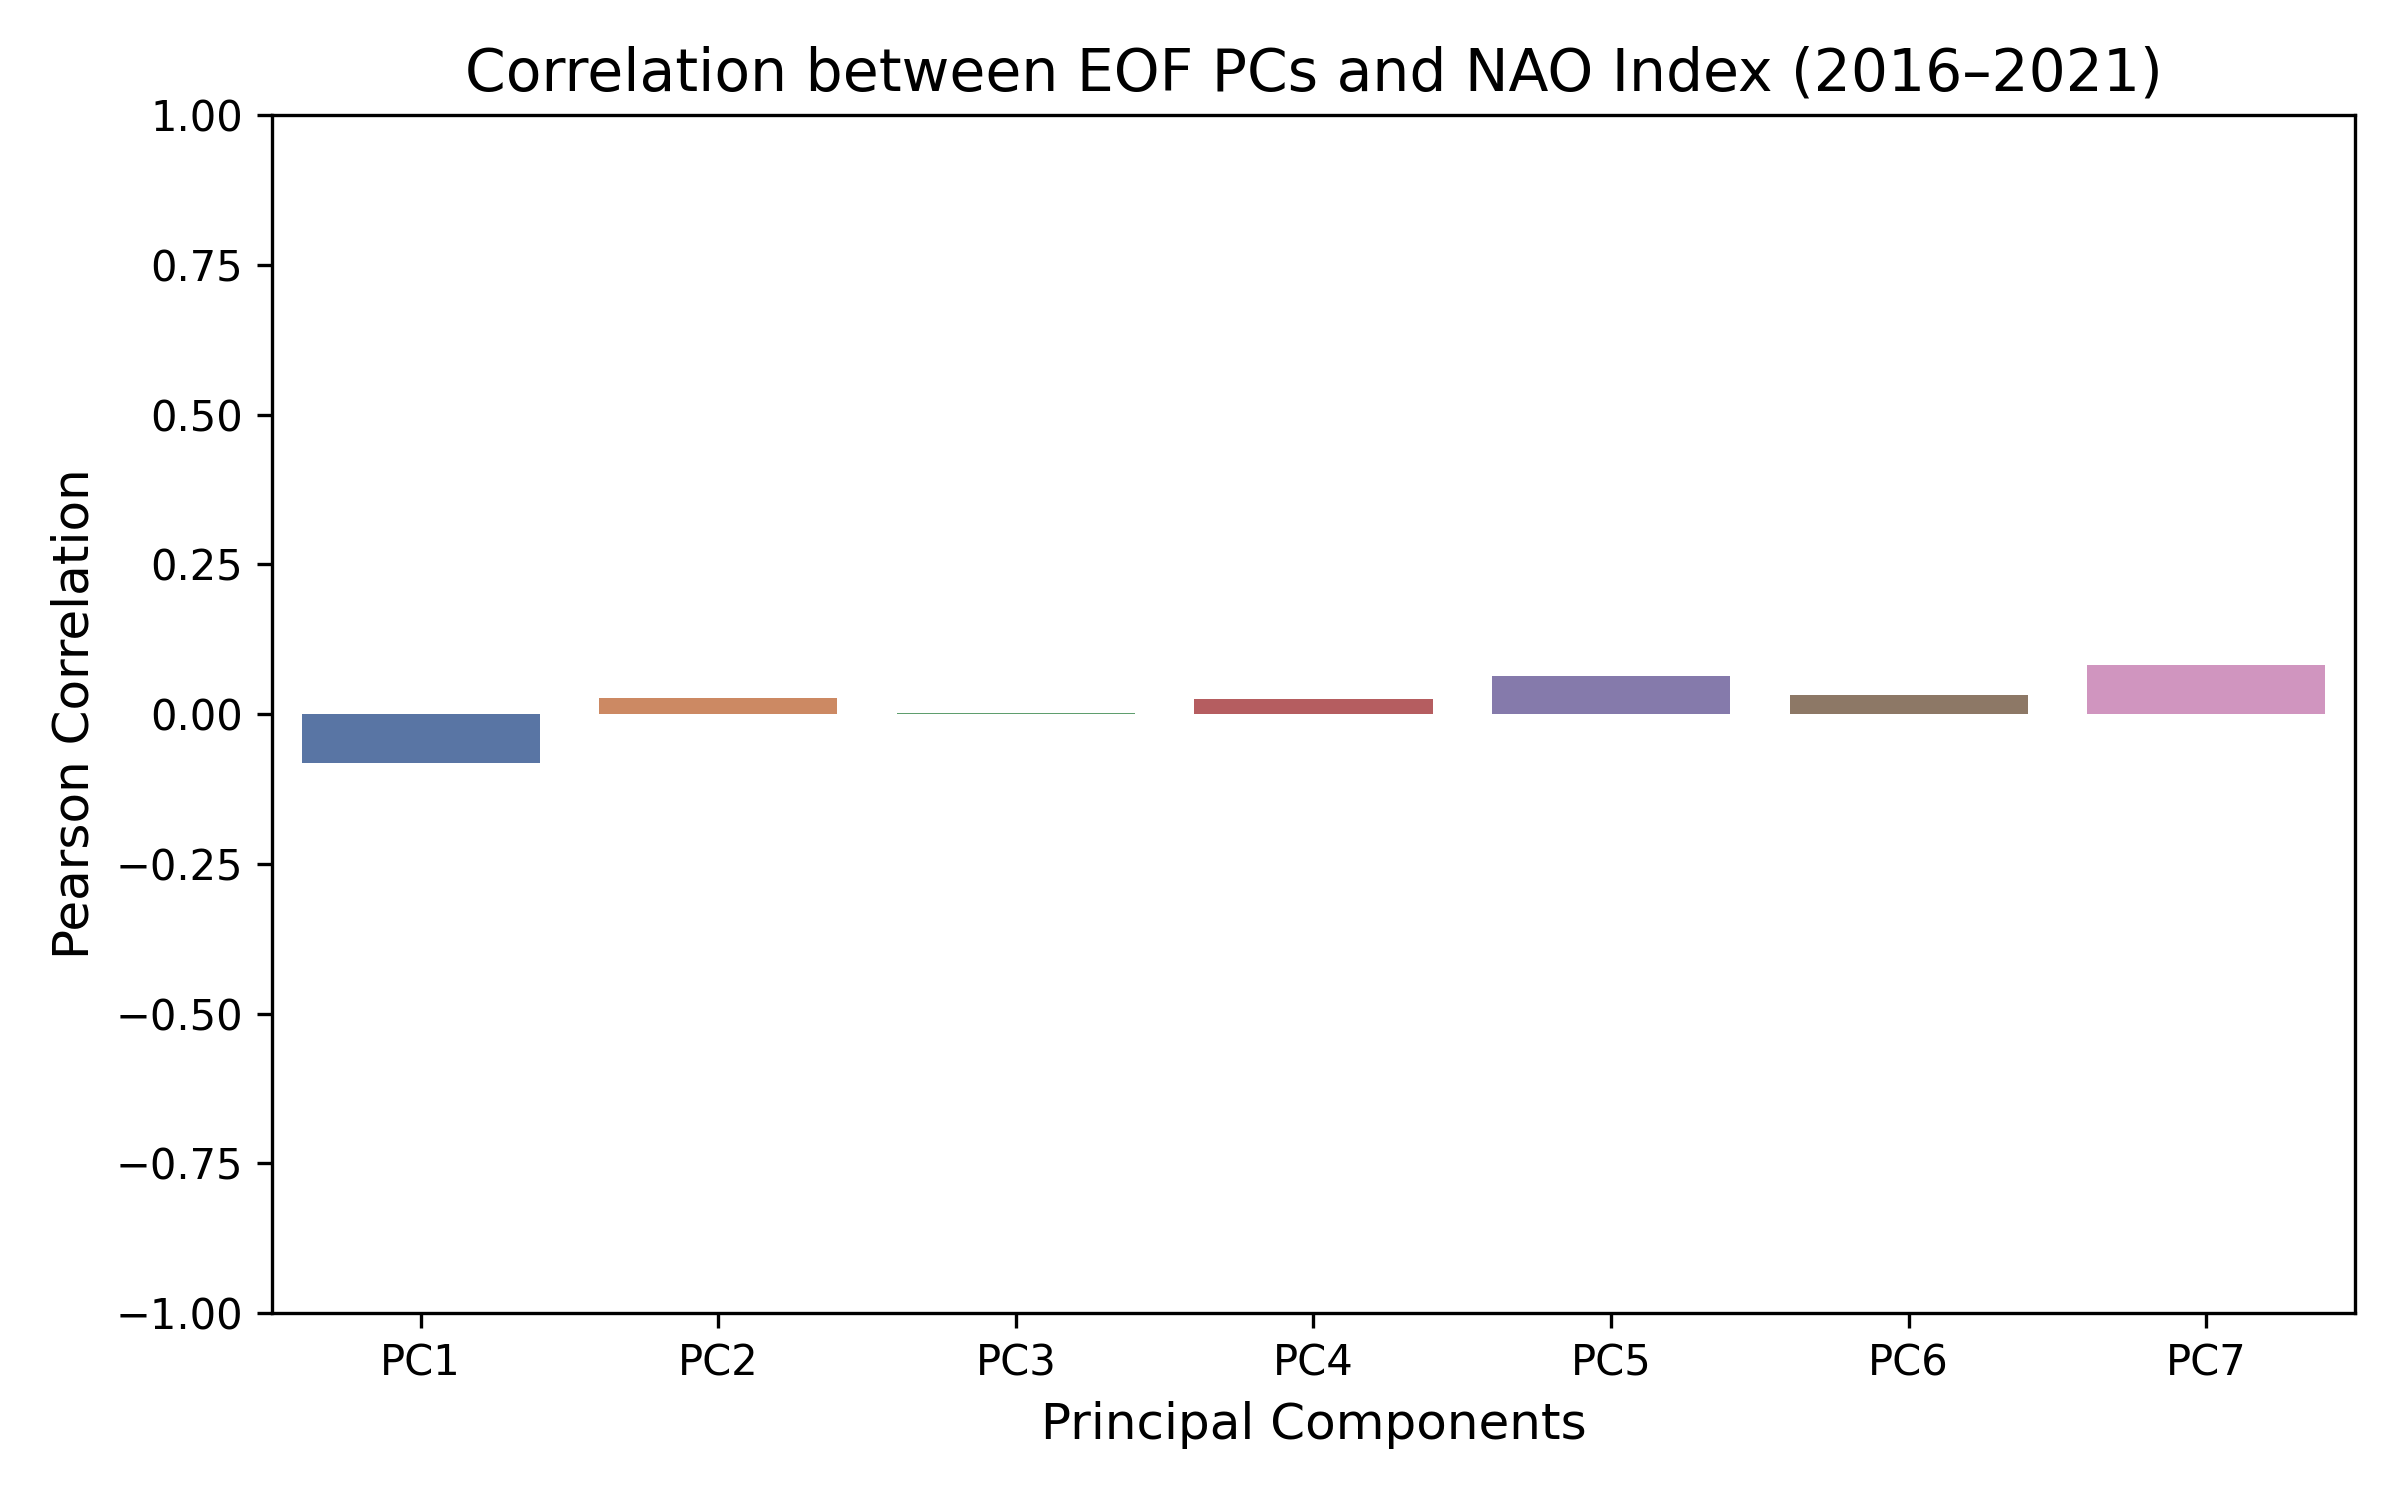 Correlation between EOF PCs and NAO Index (2016–2021)
1.00
0.75
0.50
0.25
0.00
−0.25
−0.50
−0.75
−1.00
Pearson Correlation
PC1 PC2 PC3 PC4 PC5 PC6 PC7
Principal Components